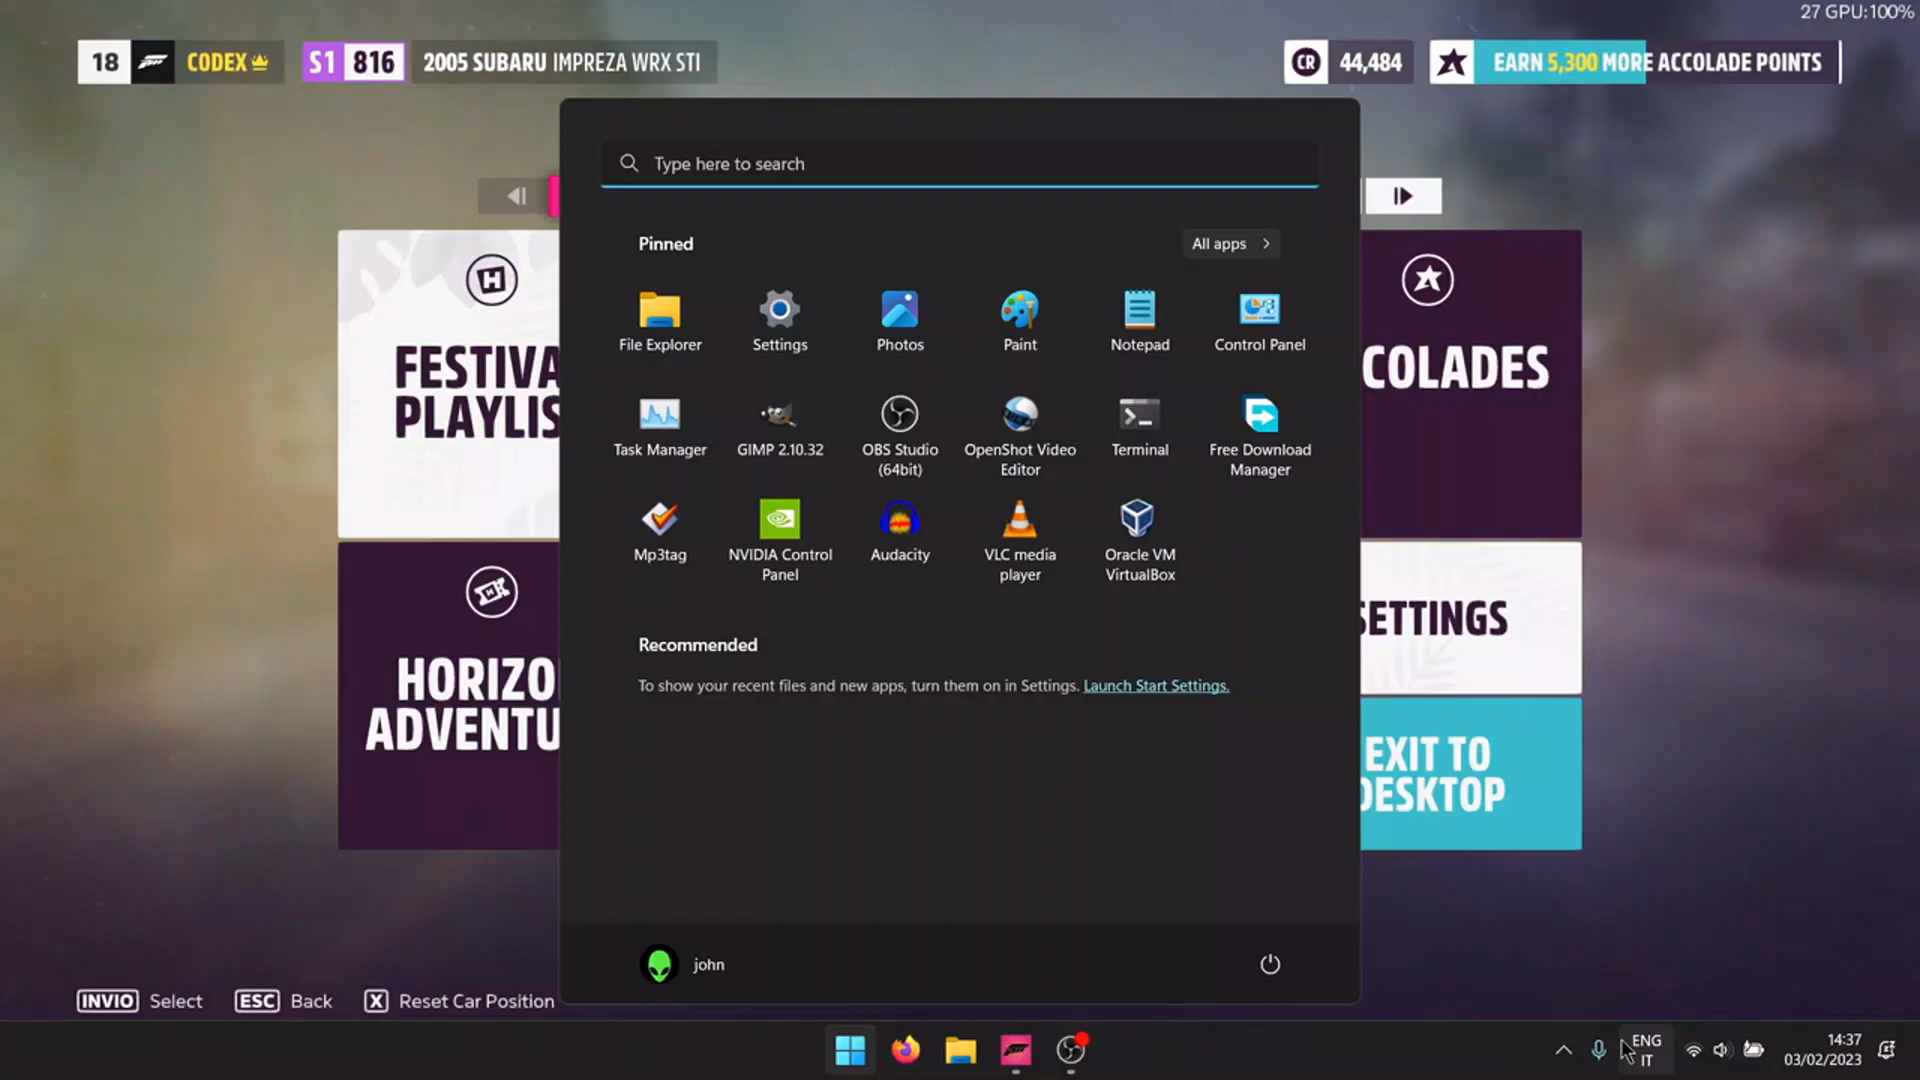 27 GPU:100%
18 CODEX S1 816 2005 SUBARU IMPREZA WRX STI
CR 44,484 EARN 5,300 MORE ACCOLADE POINTS
Type here to search
Pinned
All apps
File Explorer
Settings
Photos
Paint
Notepad
Control Panel
Task Manager
GIMP 2.10.32
OBS Studio
(64bit)
OpenShot Video
Editor
Terminal
Free Download
Manager
Mp3tag
NVIDIA Control
Panel
Audacity
VLC media
player
Oracle VM
VirtualBox
Recommended
To show your recent files and new apps, turn them on in Settings. Launch Start Settings.
john
FESTIVA
PLAYLIS
HORIZO
ADVENTU
COLADES
SETTINGS
EXIT TO
DESKTOP
INVIO Select ESC Back X Reset Car Position
ENG
IT
14:37
03/02/2023